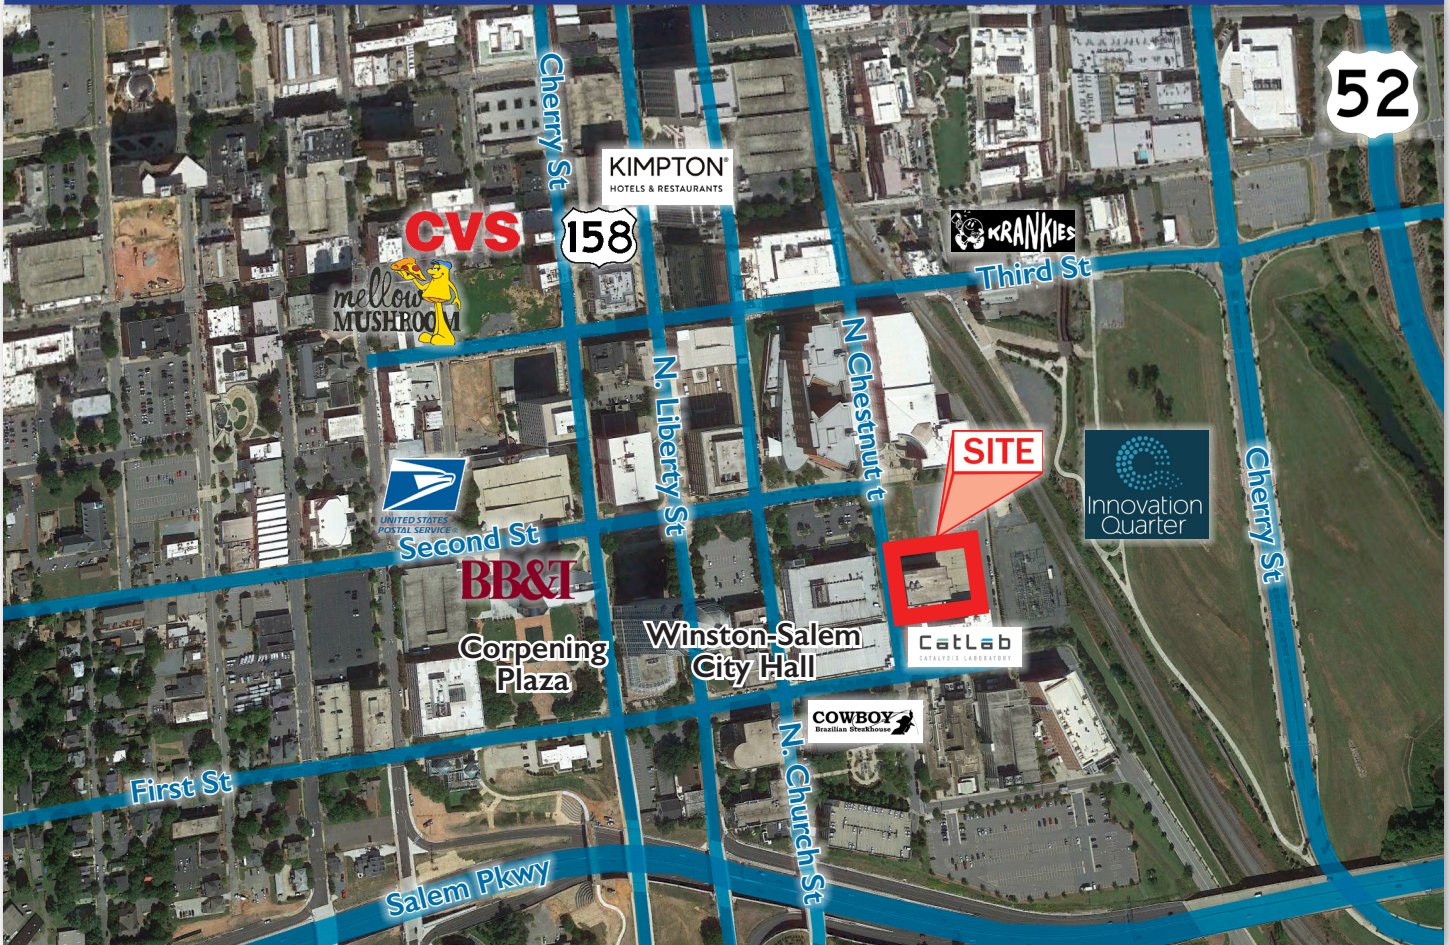 52
Cherry St
KIMPTON®
HOTELS & RESTAURANTS
CVS
158
KRANKIES
Third St
mellow
MUSHROOM
N Chestnut t
N. Liberty St
SITE
Innovation
Quarter
Cherry St
UNITED STATES
POSTAL SERVICE®
Second St
BB&T
Corpening
Plaza
Winston-Salem
City Hall
CatLab
CATALYSIS LABORATORY
COWBOY
Brazilian Steakhouse
N. Church St
First St
Salem Pkwy